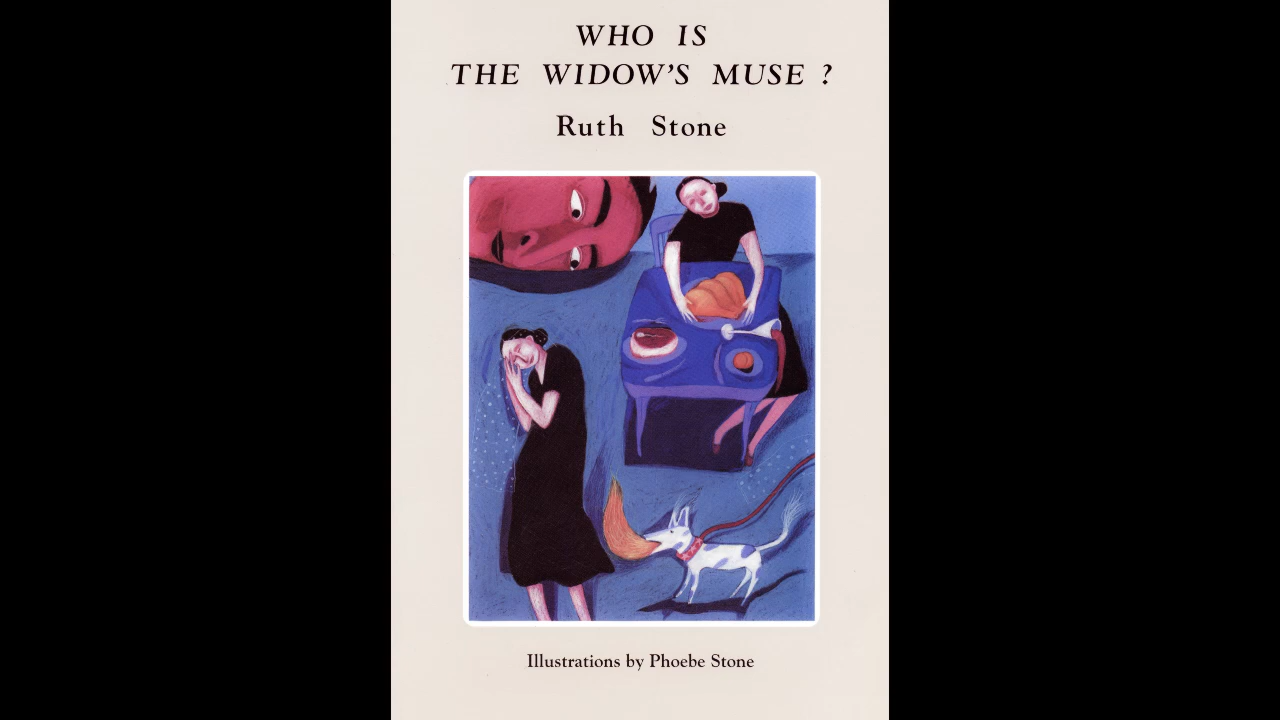 WHO IS
THE WIDOW'S MUSE ?
Ruth Stone
Illustrations by Phoebe Stone